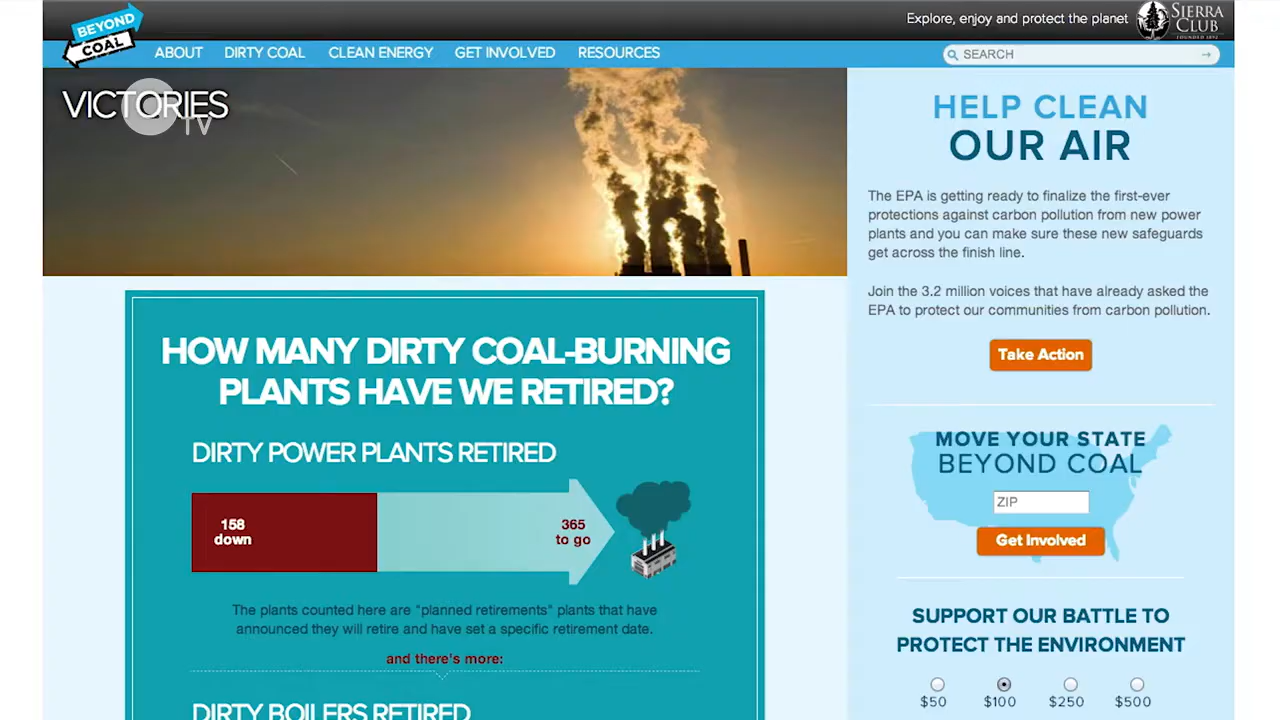 BEYOND
COAL
Explore, enjoy and protect the planet
SIERRA
CLUB
FOUNDED 1892
ABOUT DIRTY COAL CLEAN ENERGY GET INVOLVED RESOURCES
SEARCH
VICTORIES
TV
HOW MANY DIRTY COAL-BURNING
PLANTS HAVE WE RETIRED?
DIRTY POWER PLANTS RETIRED
158
down
365
to go
The plants counted here are "planned retirements" plants that have
announced they will retire and have set a specific retirement date.
and there's more:
DIRTY BOILERS RETIRED
HELP CLEAN
OUR AIR
The EPA is getting ready to finalize the first-ever
protections against carbon pollution from new power
plants and you can make sure these new safeguards
get across the finish line.
Join the 3.2 million voices that have already asked the
EPA to protect our communities from carbon pollution.
Take Action
MOVE YOUR STATE
BEYOND COAL
ZIP
Get Involved
SUPPORT OUR BATTLE TO
PROTECT THE ENVIRONMENT
$50 $100 $250 $500